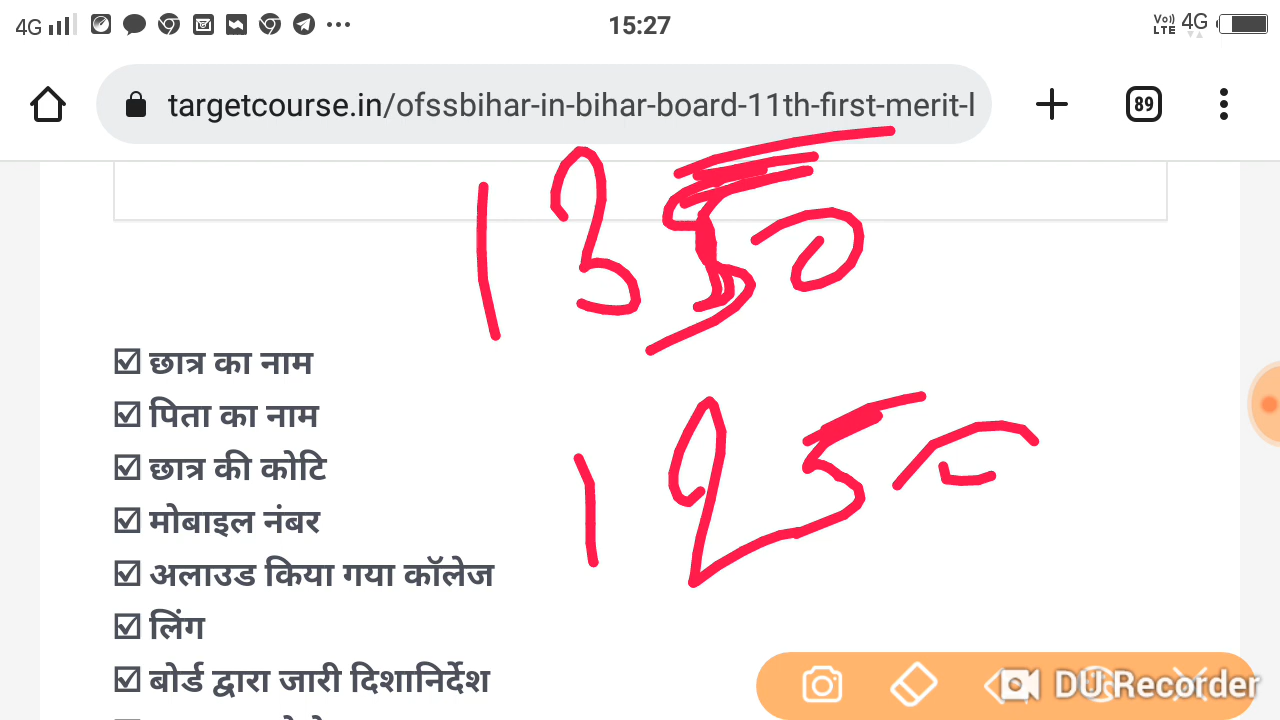 4G 15:27 Vo)) LTE 4G
targetcourse.in/ofssbihar-in-bihar-board-11th-first-merit-l 89
1350
☑ छात्र का नाम
☑ पिता का नाम
1250
☑ छात्र की कोटि
☑ मोबाइल नंबर
☑ अलाउड किया गया कॉलेज
☑ लिंग
☑ बोर्ड द्वारा जारी दिशानिर्देश
DU Recorder